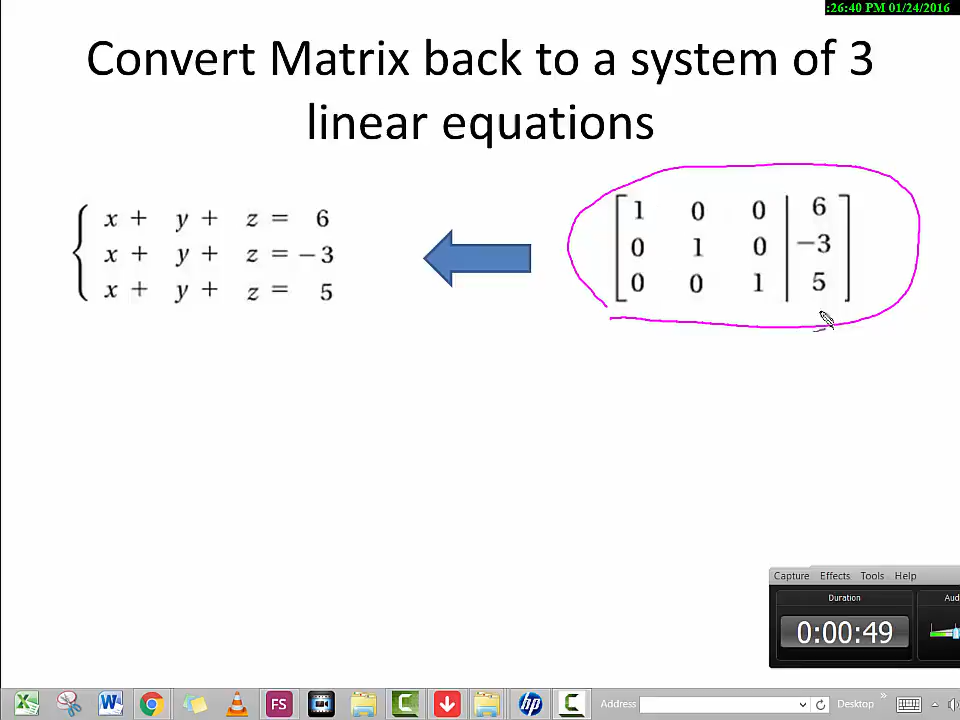 :26:40 PM 01/24/2016
Convert Matrix back to a system of 3
linear equations
x + y + z = 6
x + y + z = −3
x + y + z = 5
1 0 0 6
0 1 0 −3
0 0 1 5
Capture Effects Tools Help
Duration Aud
0:00:49
FS
Address
Desktop